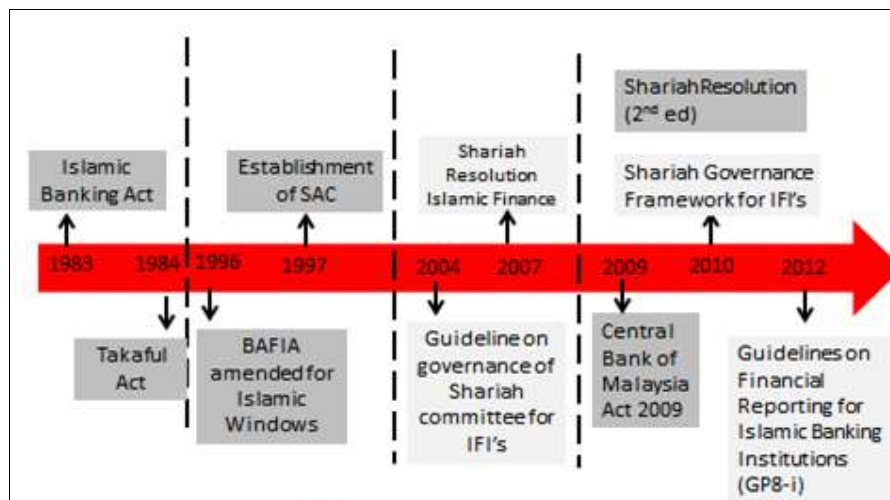 Shariah Resolution
(2nd ed)
Islamic
Banking Act
Establishment
of SAC
Shariah
Resolution
Islamic Finance
Shariah Governance
Framework for IFI's
1983
1984
1996
1997
2004
2007
2009
2010
2012
Takaful
Act
BAFIA
amended for
Islamic
Windows
Guideline on
governance of
Shariah
committee for
IFI's
Central
Bank of
Malaysia
Act 2009
Guidelines on
Financial
Reporting for
Islamic Banking
Institutions
(GP8-i)